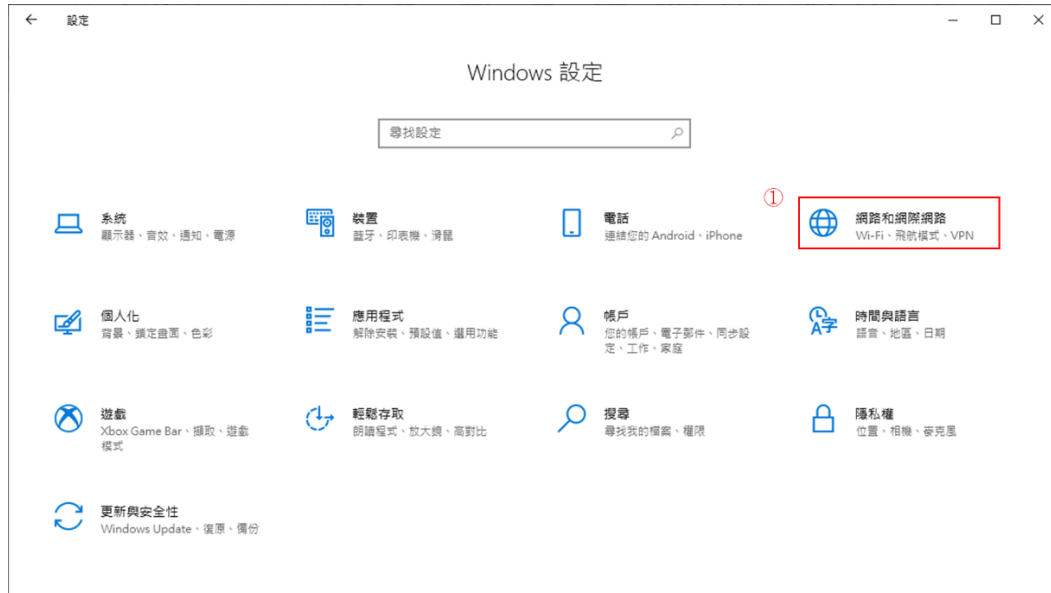 設定
Windows 設定
尋找設定
①
系統
顯示器、音效、通知、電源
裝置
藍牙、印表機、滑鼠
電話
連結您的 Android、iPhone
網路和網際網路
Wi-Fi、飛航模式、VPN
個人化
背景、鎖定畫面、色彩
應用程式
解除安裝、預設值、選用功能
帳戶
您的帳戶、電子郵件、同步設
定、工作、家庭
時間與語言
語音、地區、日期
遊戲
Xbox Game Bar、擷取、遊戲
模式
輕鬆存取
朗讀程式、放大鏡、高對比
搜尋
尋找我的檔案、權限
隱私權
位置、相機、麥克風
更新與安全性
Windows Update、復原、備份